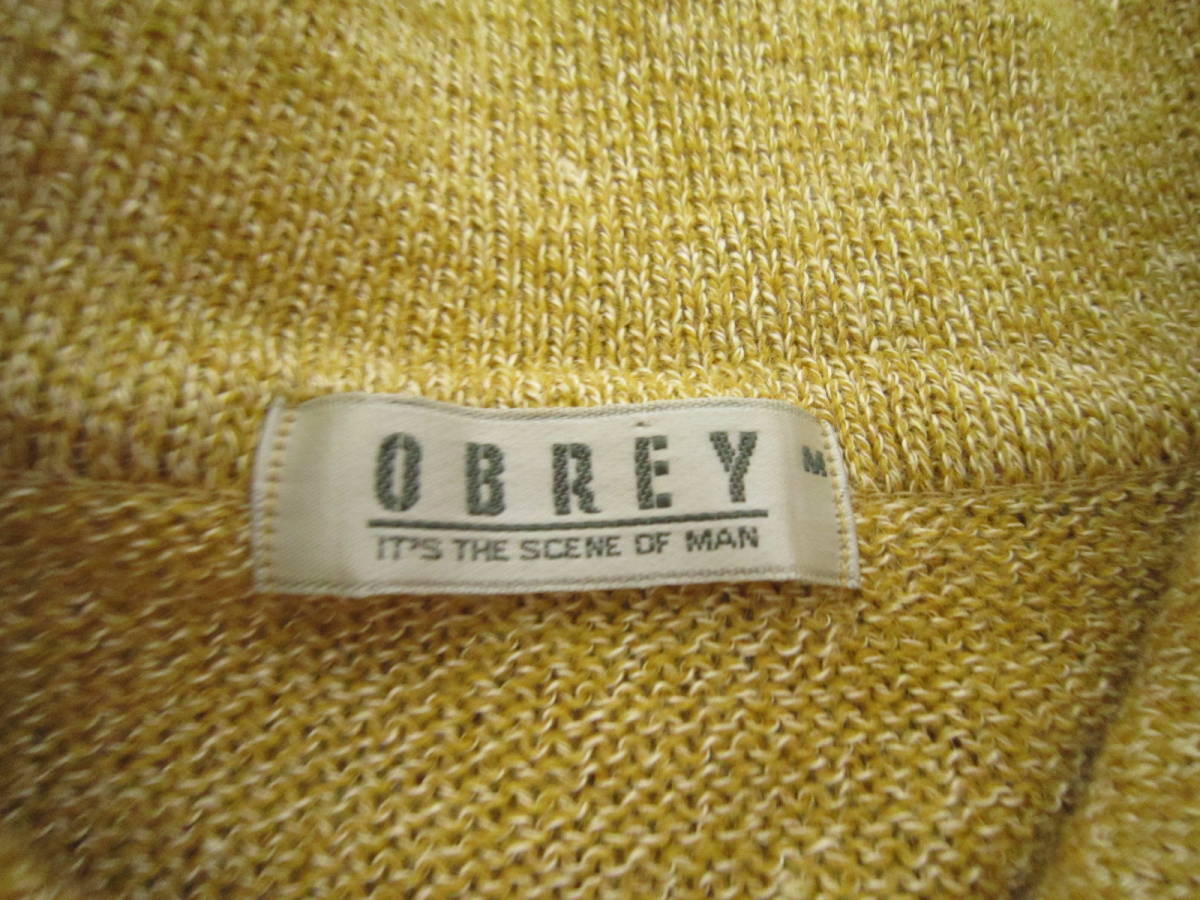 OBREY M
IT'S THE SCENE OF MAN